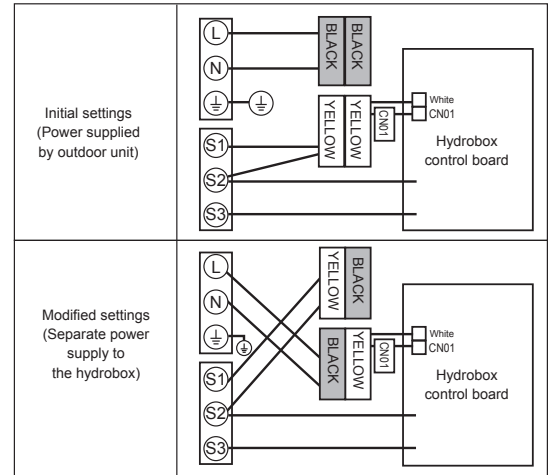 Initial settings
(Power supplied
by outdoor unit)
L
N
S1
S2
S3
BLACK
BLACK
YELLOW
YELLOW
CN01
White
CN01
Hydrobox
control board
Modified settings
(Separate power
supply to
the hydrobox)
L
N
S1
S2
S3
YELLOW
BLACK
BLACK
YELLOW
CN01
White
CN01
Hydrobox
control board